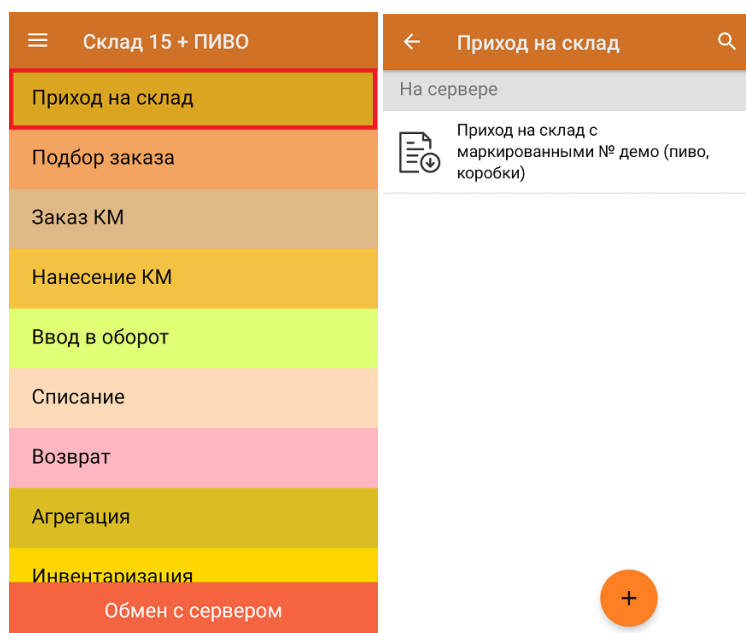 Склад 15 + ПИВО
Приход на склад
Подбор заказа
Заказ КМ
Нанесение КМ
Ввод в оборот
Списание
Возврат
Агрегация
Инвентаризация
Обмен с сервером
Приход на склад
На сервере
Приход на склад с
маркированными № демо (пиво,
коробки)